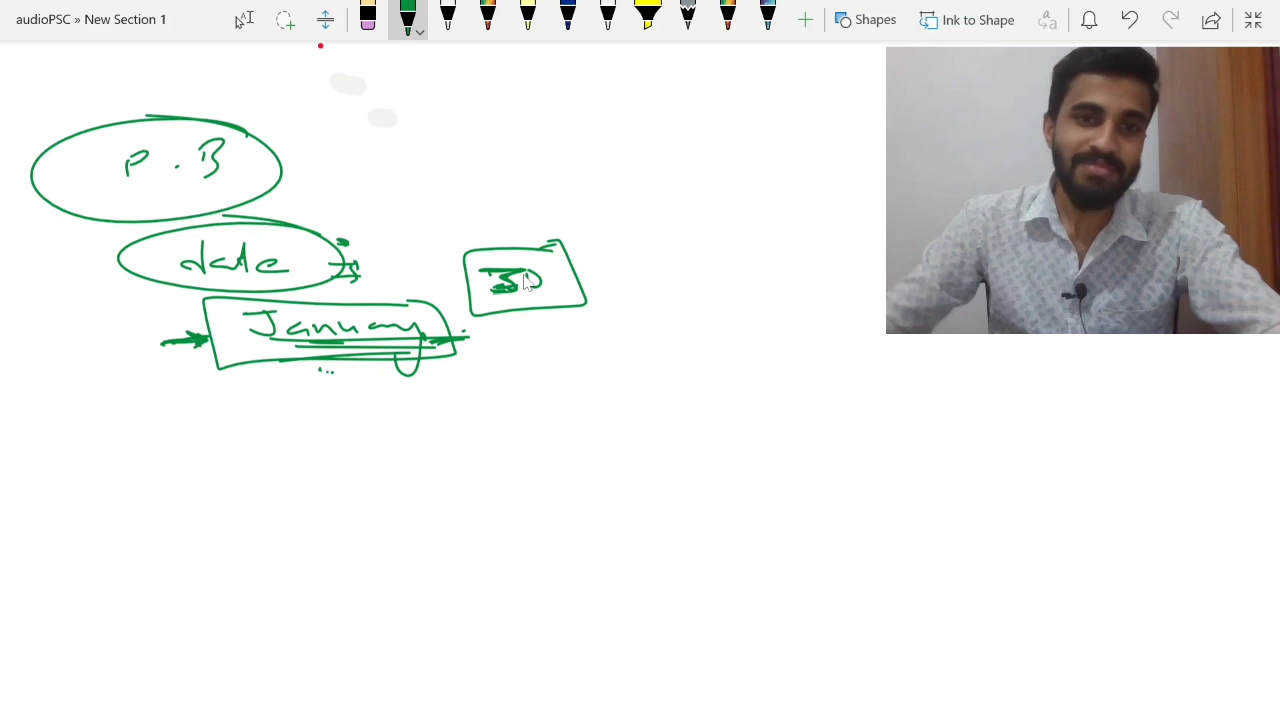 audioPSC » New Section 1
Shapes
Ink to Shape
P . B
date
30
January